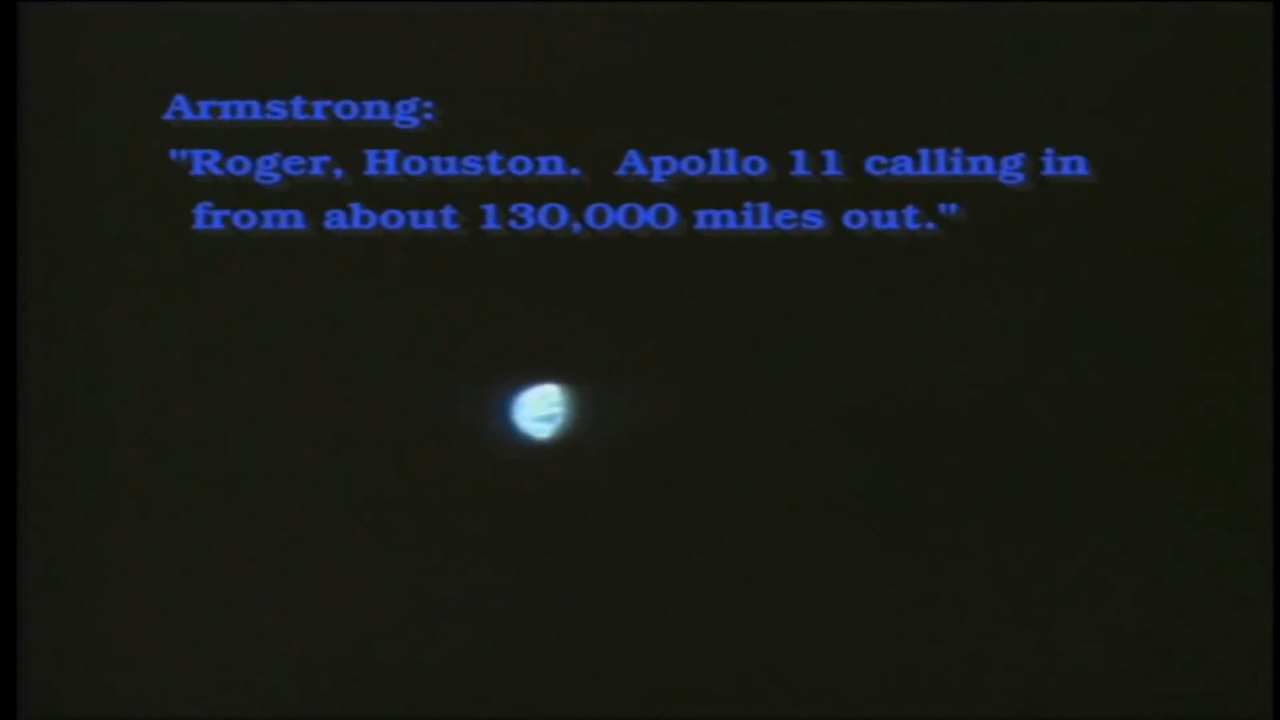 Armstrong:
"Roger, Houston.  Apollo 11 calling in
from about 130,000 miles out."